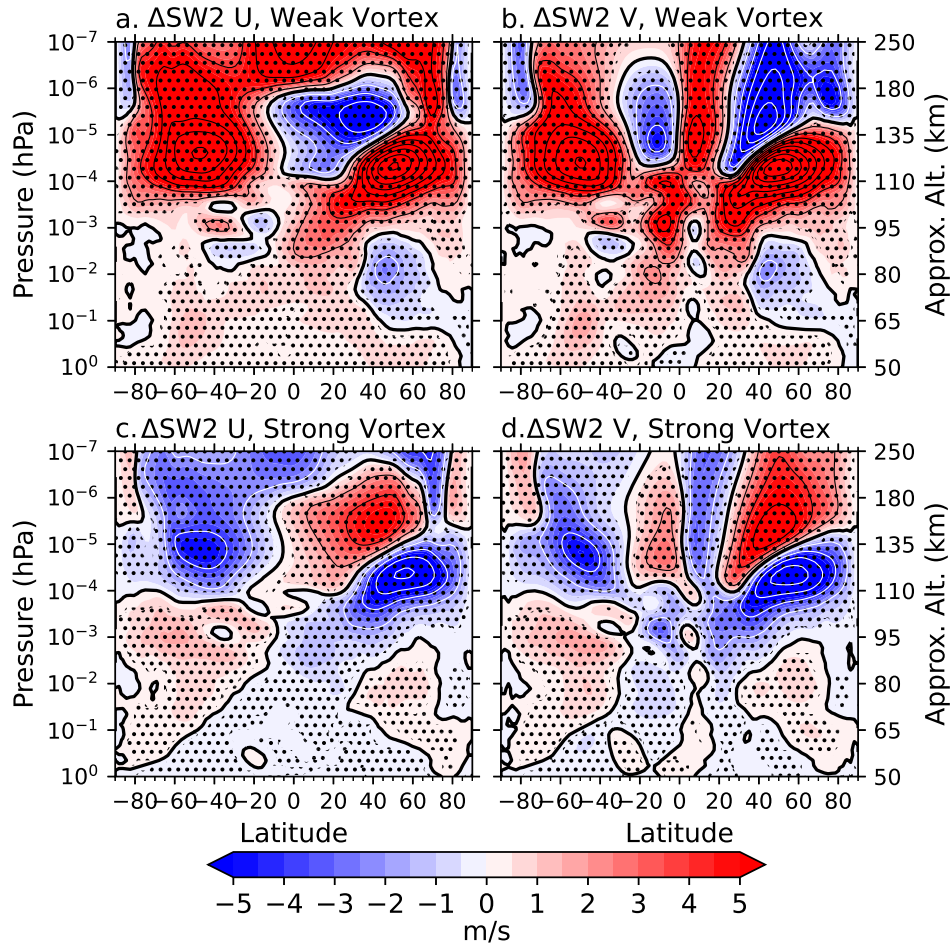 a. ΔSW2 U, Weak Vortex
b. ΔSW2 V, Weak Vortex
Pressure (hPa)
10⁻⁷
10⁻⁶
10⁻⁵
10⁻⁴
10⁻³
10⁻²
10⁻¹
10⁰
250
180
135
110
95
80
65
50
Approx. Alt. (km)
−80 −60 −40 −20 0 20 40 60 80
−80 −60 −40 −20 0 20 40 60 80
c. ΔSW2 U, Strong Vortex
d. ΔSW2 V, Strong Vortex
Pressure (hPa)
10⁻⁷
10⁻⁶
10⁻⁵
10⁻⁴
10⁻³
10⁻²
10⁻¹
10⁰
250
180
135
110
95
80
65
50
Approx. Alt. (km)
−80 −60 −40 −20 0 20 40 60 80
−80 −60 −40 −20 0 20 40 60 80
Latitude
Latitude
−5 −4 −3 −2 −1 0 1 2 3 4 5
m/s